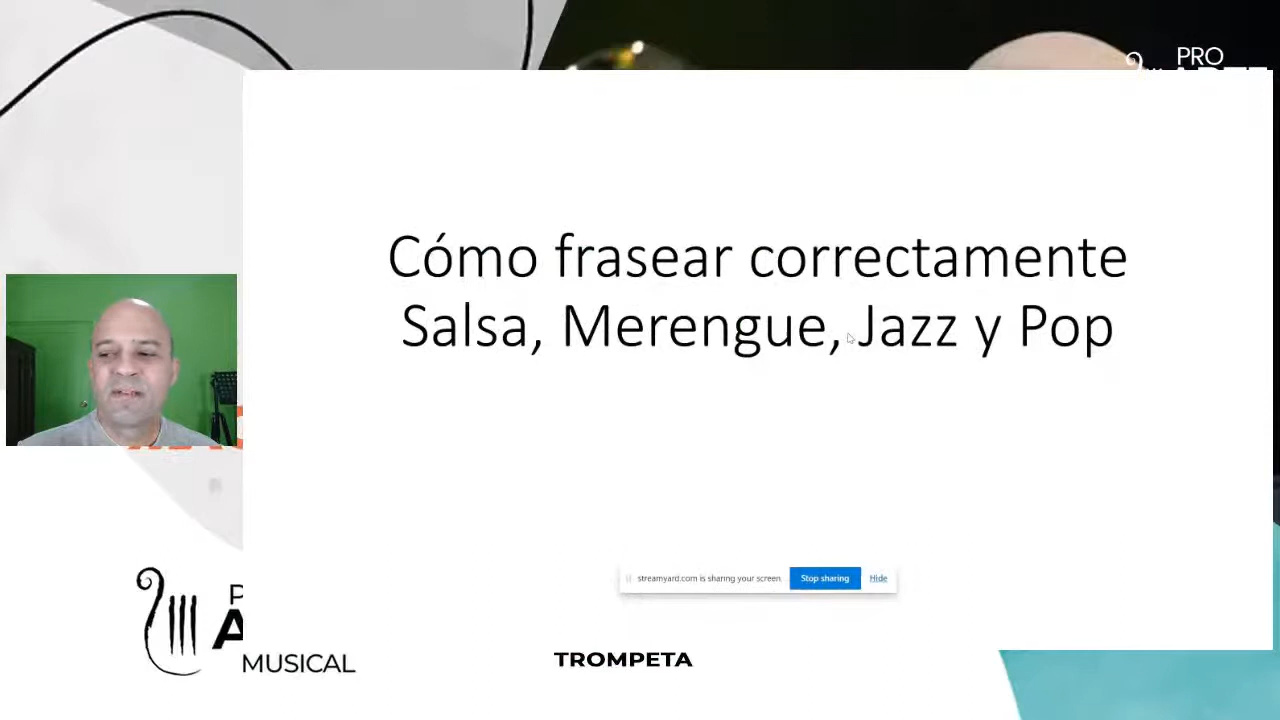 PRO
Cómo frasear correctamente
Salsa, Merengue, Jazz y Pop
streamyard.com is sharing your screen.
Stop sharing
Hide
MUSICAL
TROMPETA